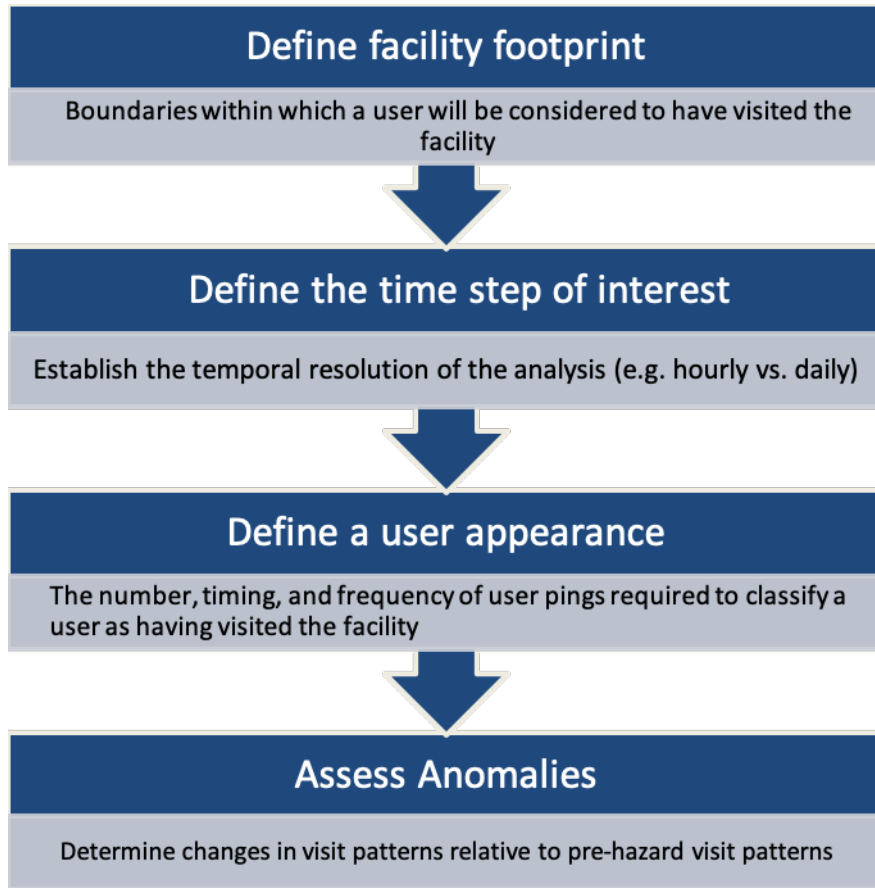 Define facility footprint
Boundaries within which a user will be considered to have visited the
facility
Define the time step of interest
Establish the temporal resolution of the analysis (e.g. hourly vs. daily)
Define a user appearance
The number, timing, and frequency of user pings required to classify a
user as having visited the facility
Assess Anomalies
Determine changes in visit patterns relative to pre-hazard visit patterns